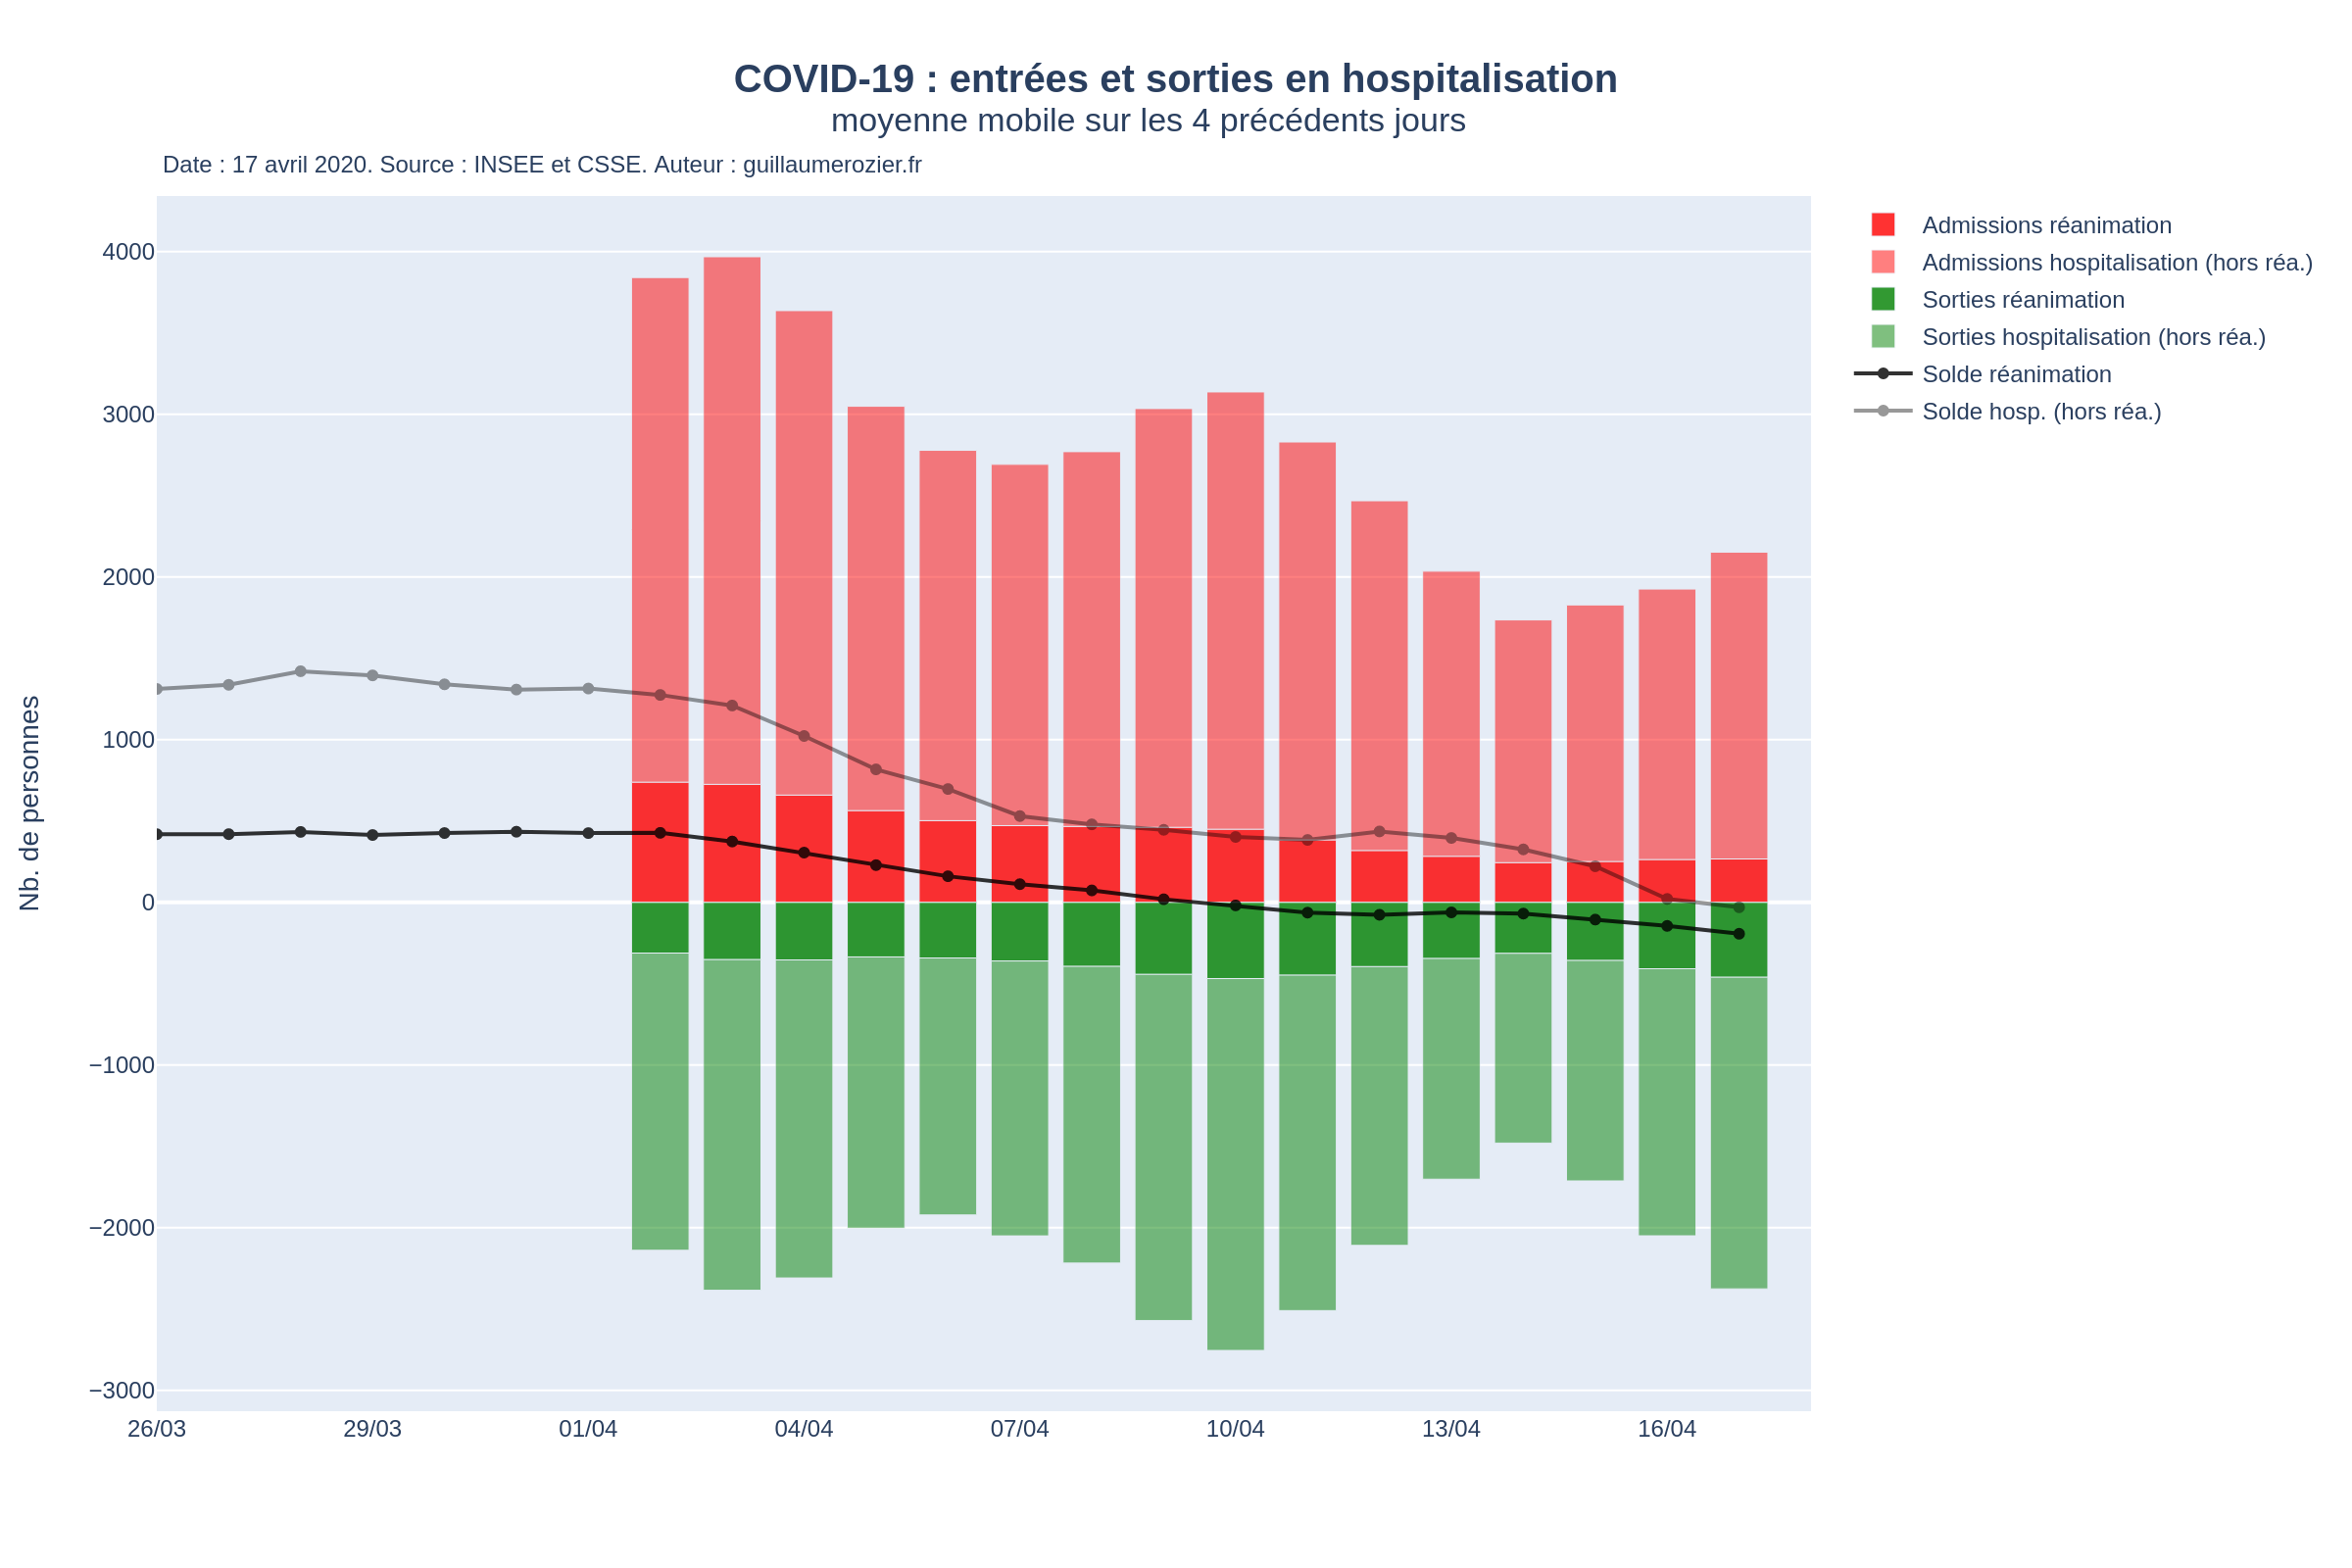 COVID-19 : entrées et sorties en hospitalisation
moyenne mobile sur les 4 précédents jours
Date : 17 avril 2020. Source : INSEE et CSSE. Auteur : guillaumerozier.fr
Admissions réanimation
Admissions hospitalisation (hors réa.)
Sorties réanimation
Sorties hospitalisation (hors réa.)
Solde réanimation
Solde hosp. (hors réa.)
Nb. de personnes
4000
3000
2000
1000
0
−1000
−2000
−3000
26/03
29/03
01/04
04/04
07/04
10/04
13/04
16/04